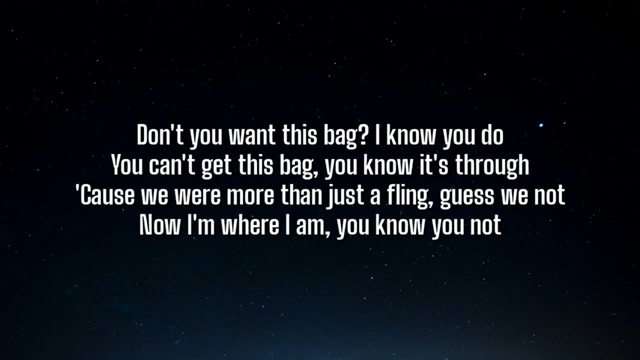 Don't you want this bag? I know you do
You can't get this bag, you know it's through
'Cause we were more than just a fling, guess we not
Now I'm where I am, you know you not